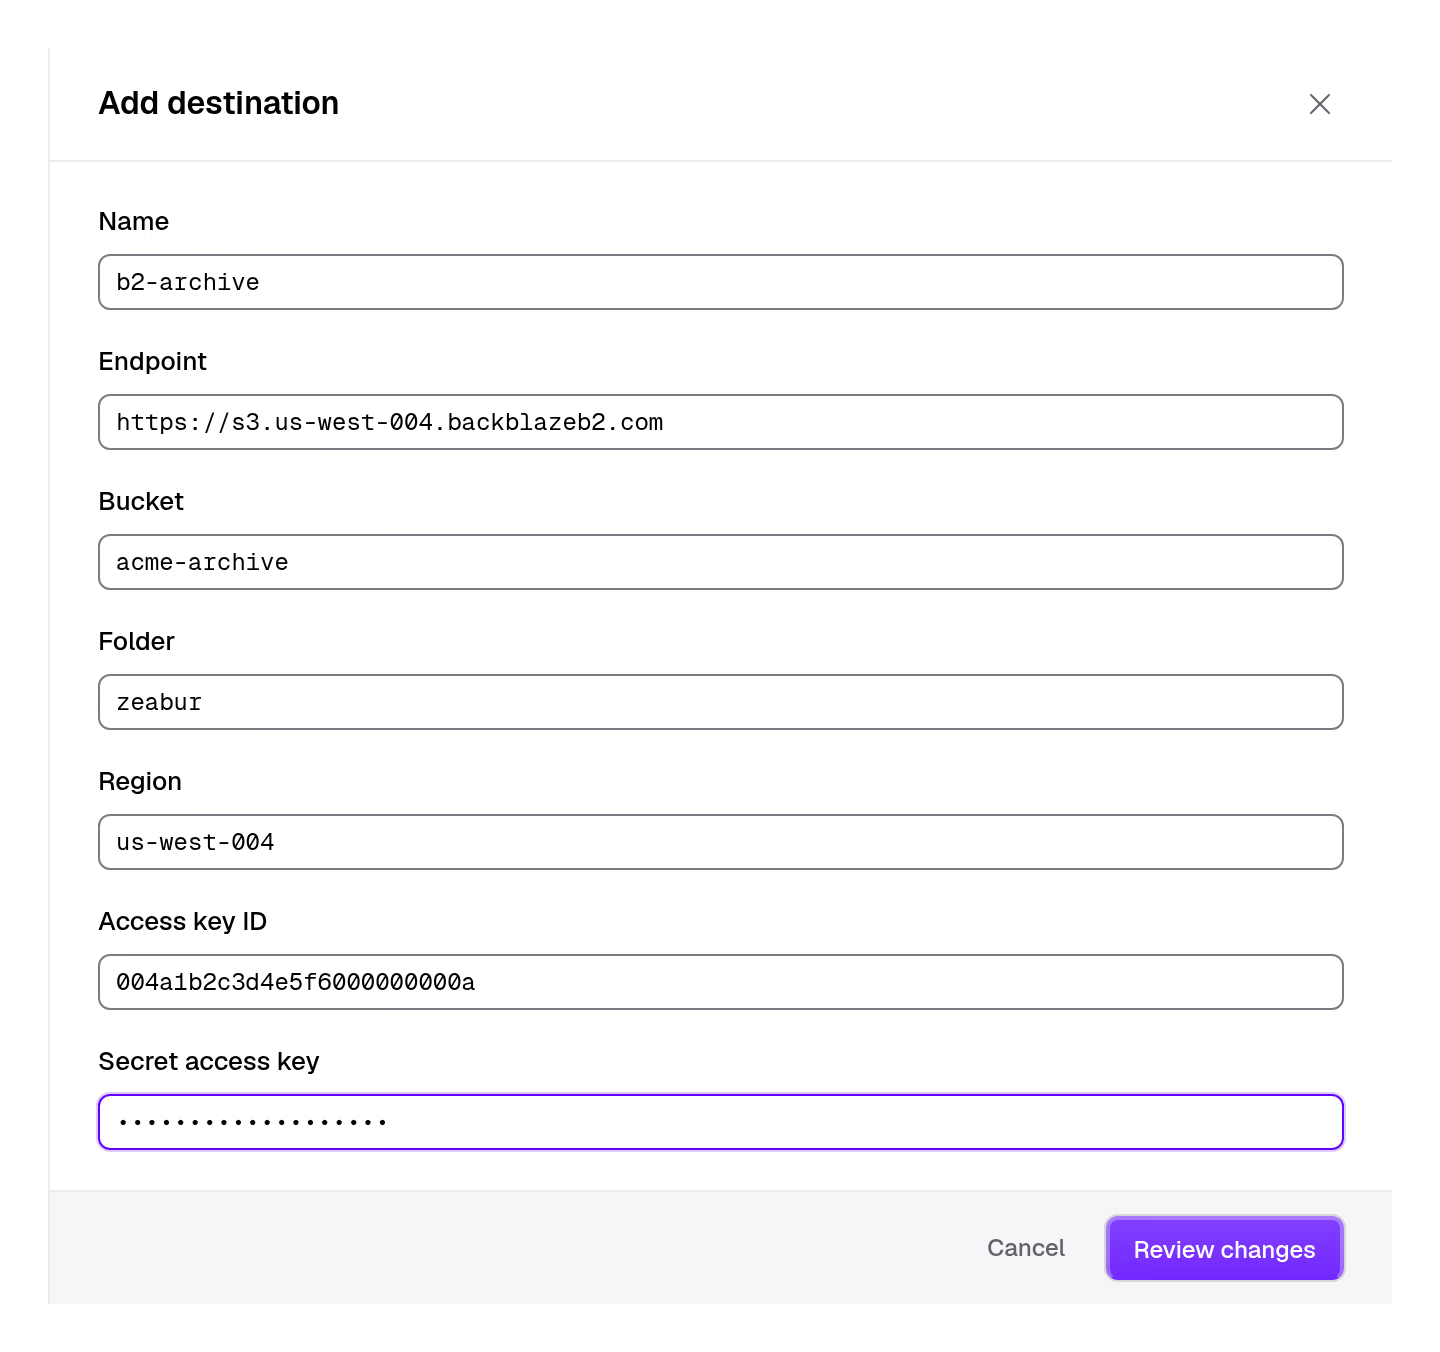 Add destination
Name
b2-archive
Endpoint
https://s3.us-west-004.backblazeb2.com
Bucket
acme-archive
Folder
zeabur
Region
us-west-004
Access key ID
004a1b2c3d4e5f6000000000a
Secret access key
•••••••••••••••••••
Cancel
Review changes